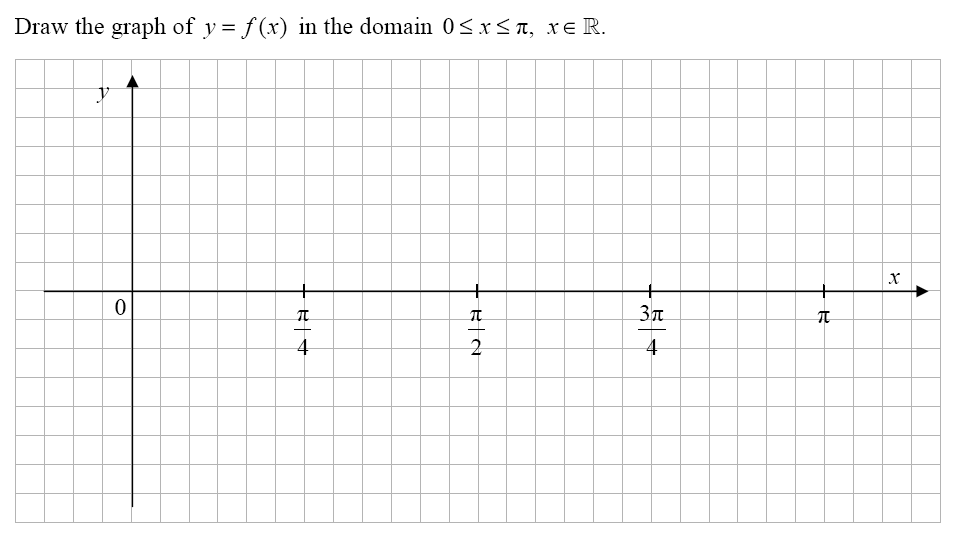 Draw the graph of y = f(x) in the domain 0 ≤ x ≤ π, x ∈ ℝ.
y
x
0
π/4
π/2
3π/4
π